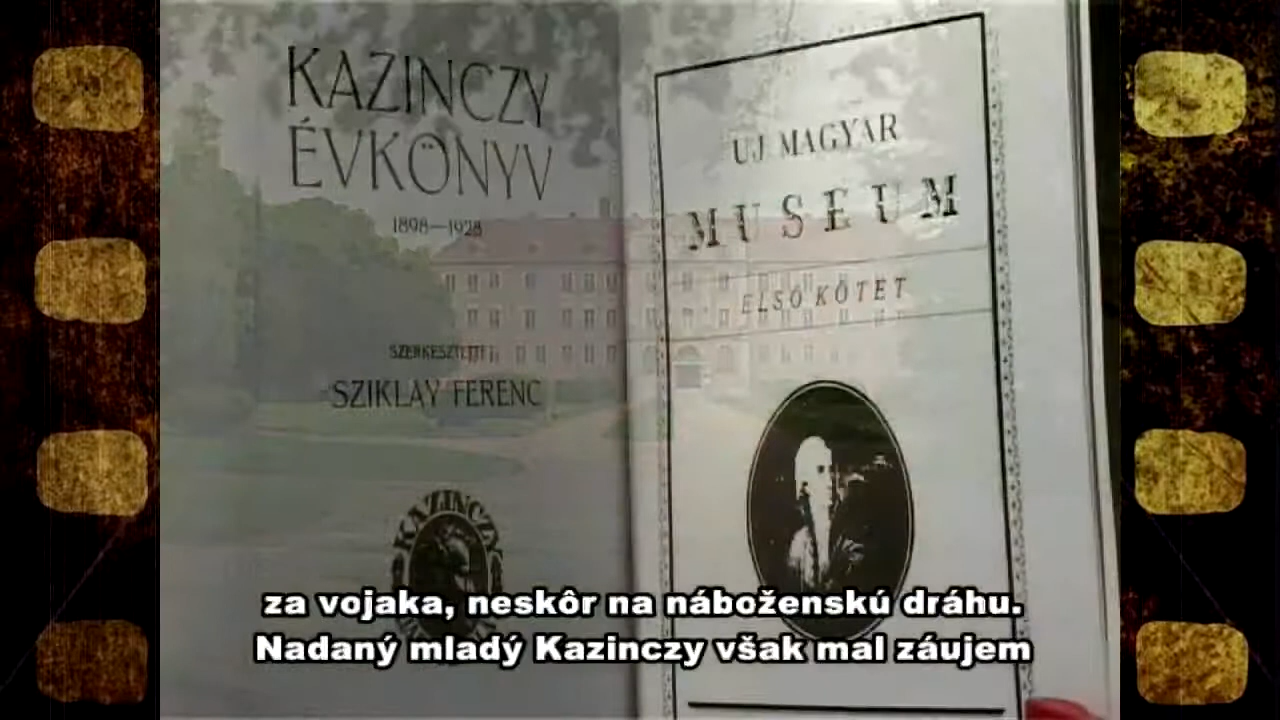 KAZINCZY
ÉVKÖNYV
1898—1928
SZERKESZTETTE
SZIKLAY FERENC
KAZINCZY
UJ MAGYAR
MUSEUM
ELSŐ KÖTET
za vojaka, neskôr na náboženskú dráhu.
Nadaný mladý Kazinczy však mal záujem